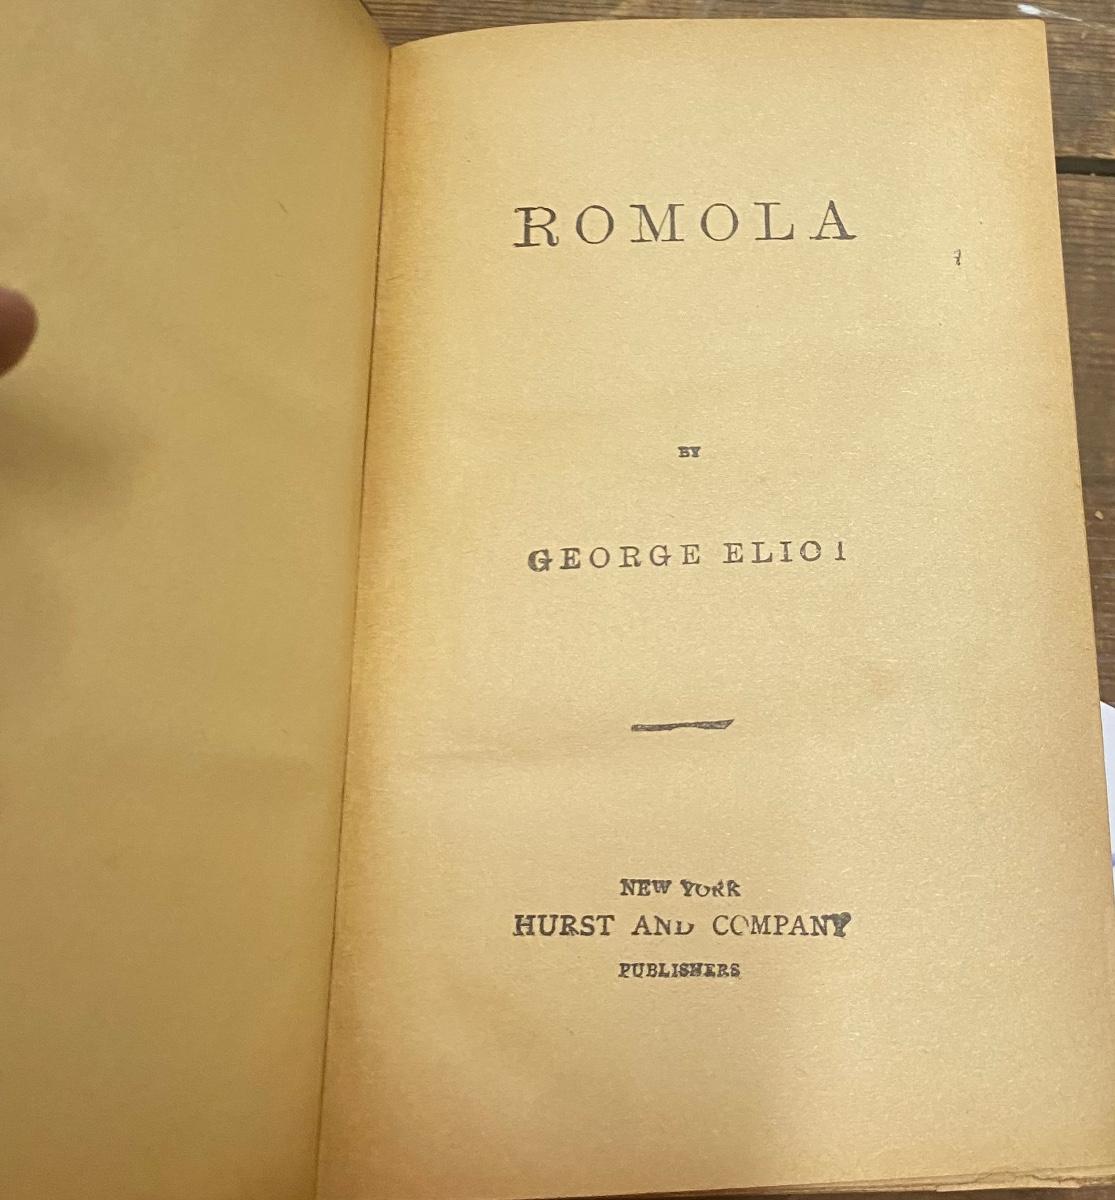 ROMOLA
BY
GEORGE ELIOT
NEW YORK
HURST AND COMPANY
PUBLISHERS